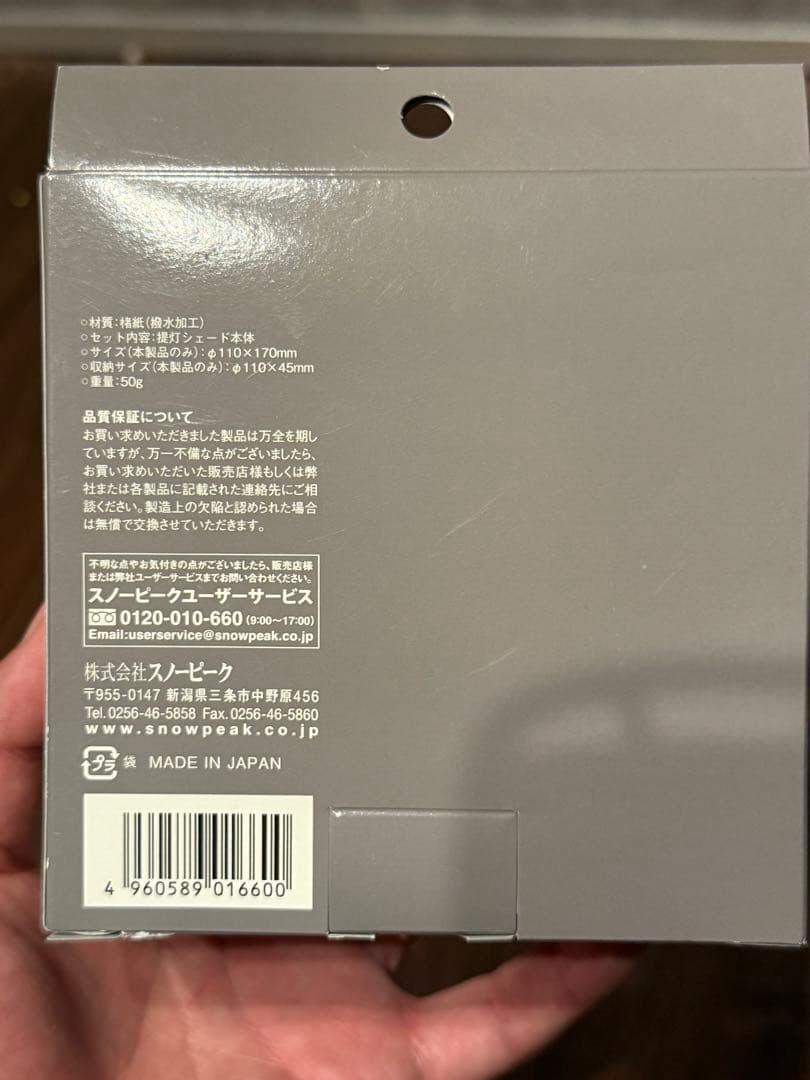 ○材質:楮紙(撥水加工)
○セット内容:提灯シェード本体
○サイズ(本製品のみ):φ110×170mm
○収納サイズ(本製品のみ):φ110×45mm
○重量:50g
品質保証について
お買い求めいただきました製品は万全を期し
ていますが、万一不備な点がございましたら、
お買い求めいただいた販売店様もしくは弊
社または各製品に記載された連絡先にご相
談ください。製造上の欠陥と認められた場合
は無償で交換させていただきます。
不明な点やお気付きの点がございましたら、販売店様
または弊社ユーザーサービスまでお問い合わせください。
スノーピークユーザーサービス
0120-010-660 (9:00〜17:00)
Email:userservice@snowpeak.co.jp
株式会社スノーピーク
〒955-0147 新潟県三条市中野原456
Tel.0256-46-5858 Fax.0256-46-5860
www.snowpeak.co.jp
プラ 袋 MADE IN JAPAN
4 960589 016600